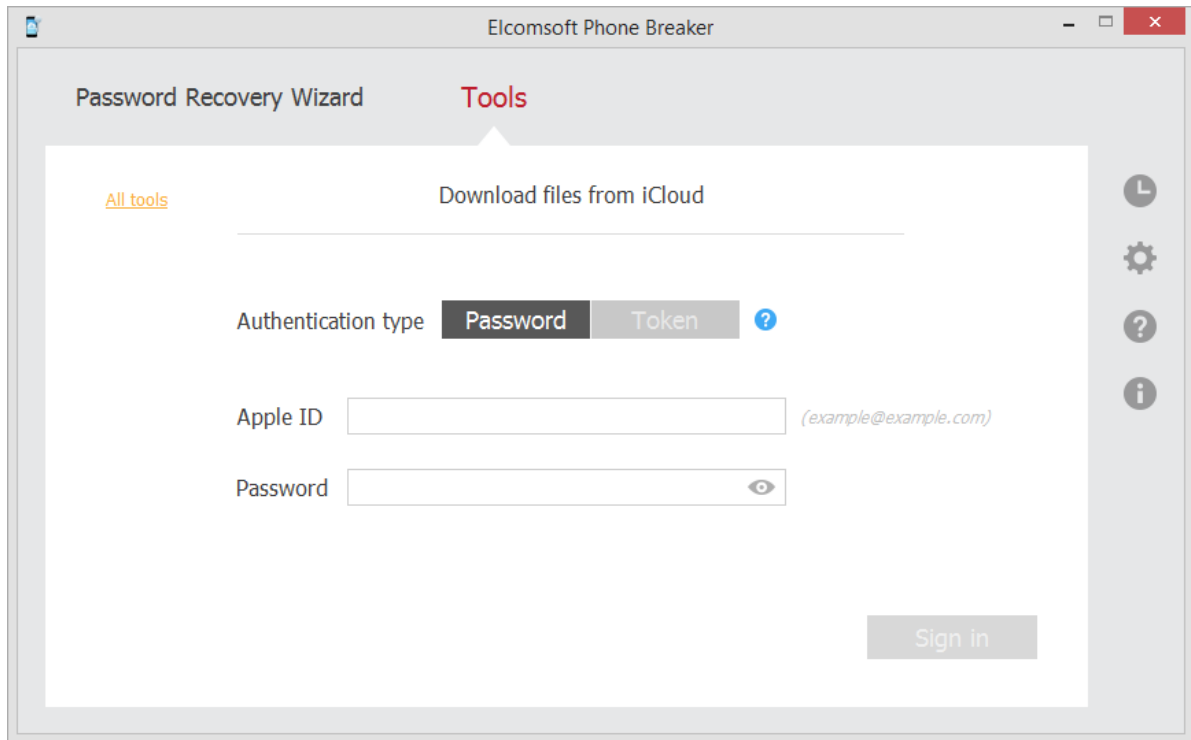 Elcomsoft Phone Breaker
Password Recovery Wizard Tools
All tools
Download files from iCloud
Authentication type Password Token ?
Apple ID (example@example.com)
Password
Sign in